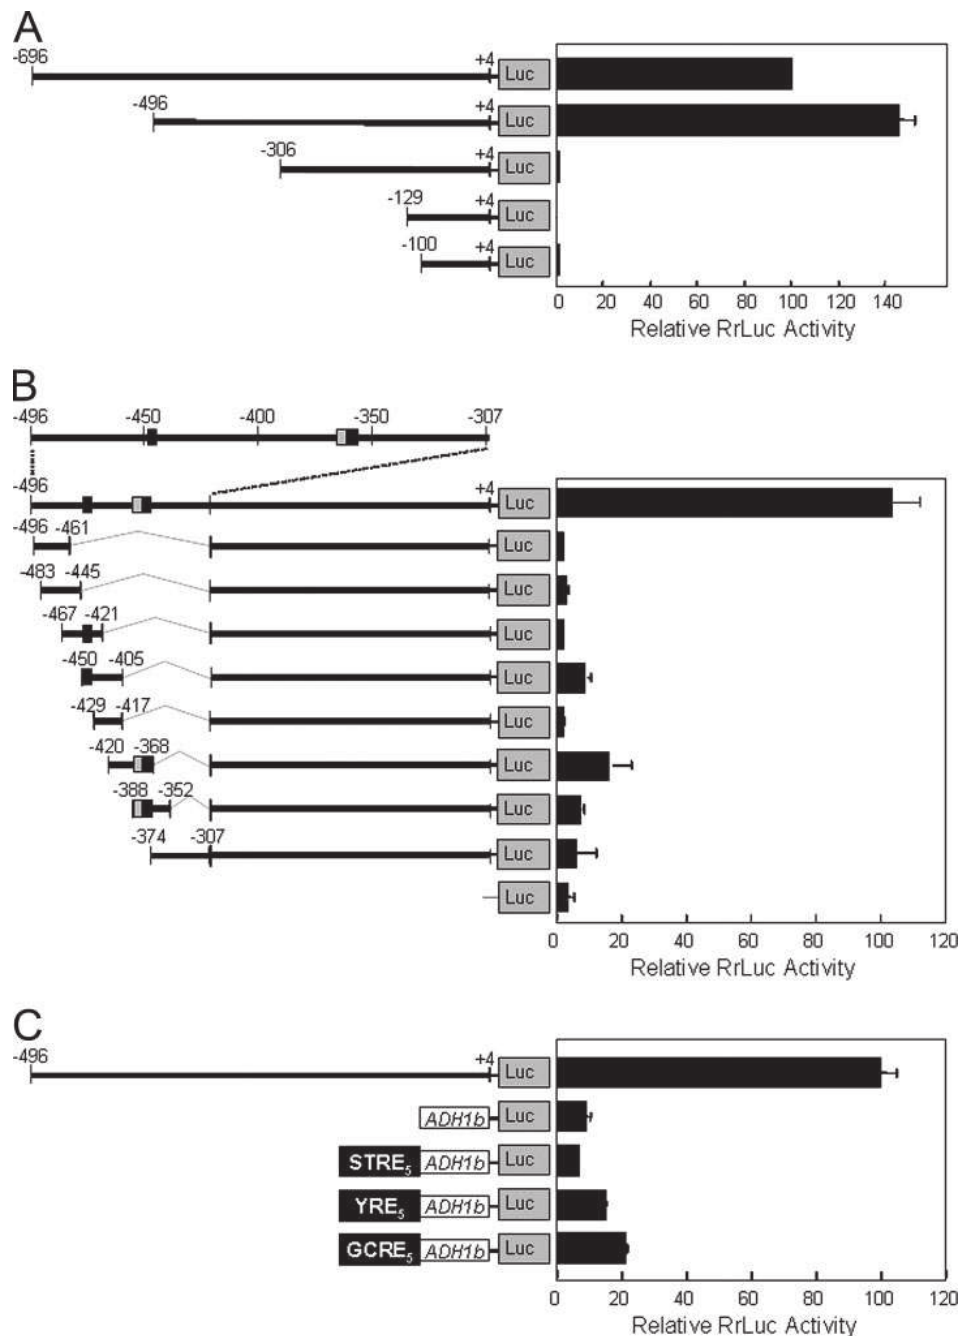 A
-696 +4 Luc
-496 +4 Luc
-306 +4 Luc
-129 +4 Luc
-100 +4 Luc
0 20 40 60 80 100 120 140
Relative RrLuc Activity
B
-496 -450 -400 -350 -307
-496 +4 Luc
-496 -461 Luc
-483 -445 Luc
-467 -421 Luc
-450 -405 Luc
-429 -417 Luc
-420 -368 Luc
-388 -352 Luc
-374 -307 Luc
Luc
0 20 40 60 80 100 120
Relative RrLuc Activity
C
-496 +4 Luc
ADH1b Luc
STRE5 ADH1b Luc
YRE5 ADH1b Luc
GCRE5 ADH1b Luc
0 20 40 60 80 100 120
Relative RrLuc Activity